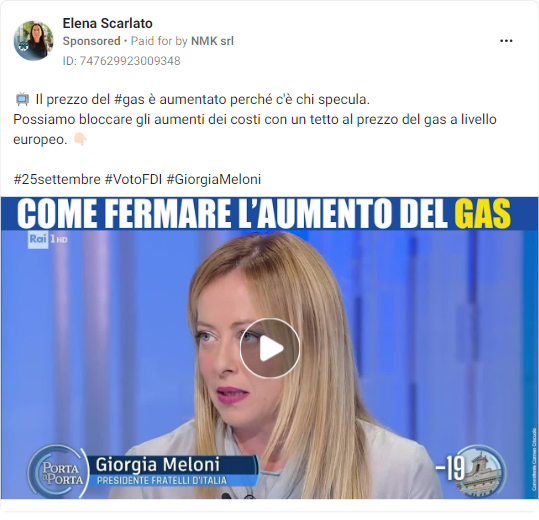 Elena Scarlato
Sponsored • Paid for by NMK srl
ID: 747629923009348
Il prezzo del #gas è aumentato perché c'è chi specula.
Possiamo bloccare gli aumenti dei costi con un tetto al prezzo del gas a livello
europeo.
#25settembre #VotoFDI #GiorgiaMeloni
COME FERMARE L'AUMENTO DEL GAS
Rai 1 HD
PORTA a PORTA
Giorgia Meloni
PRESIDENTE FRATELLI D'ITALIA
-19